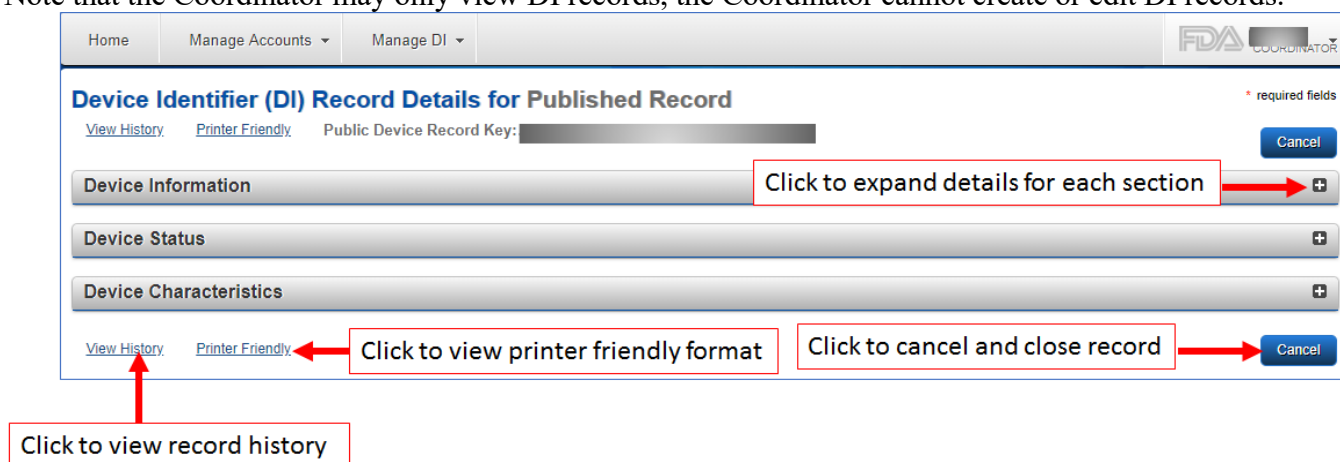 Note that the Coordinator may only view DI records, the Coordinator cannot create or edit DI records.
Home Manage Accounts Manage DI FDA COORDINATOR
Device Identifier (DI) Record Details for Published Record * required fields
View History Printer Friendly Public Device Record Key:
Cancel
Device Information Click to expand details for each section
Device Status
Device Characteristics
View History Printer Friendly Click to view printer friendly format Click to cancel and close record Cancel
Click to view record history